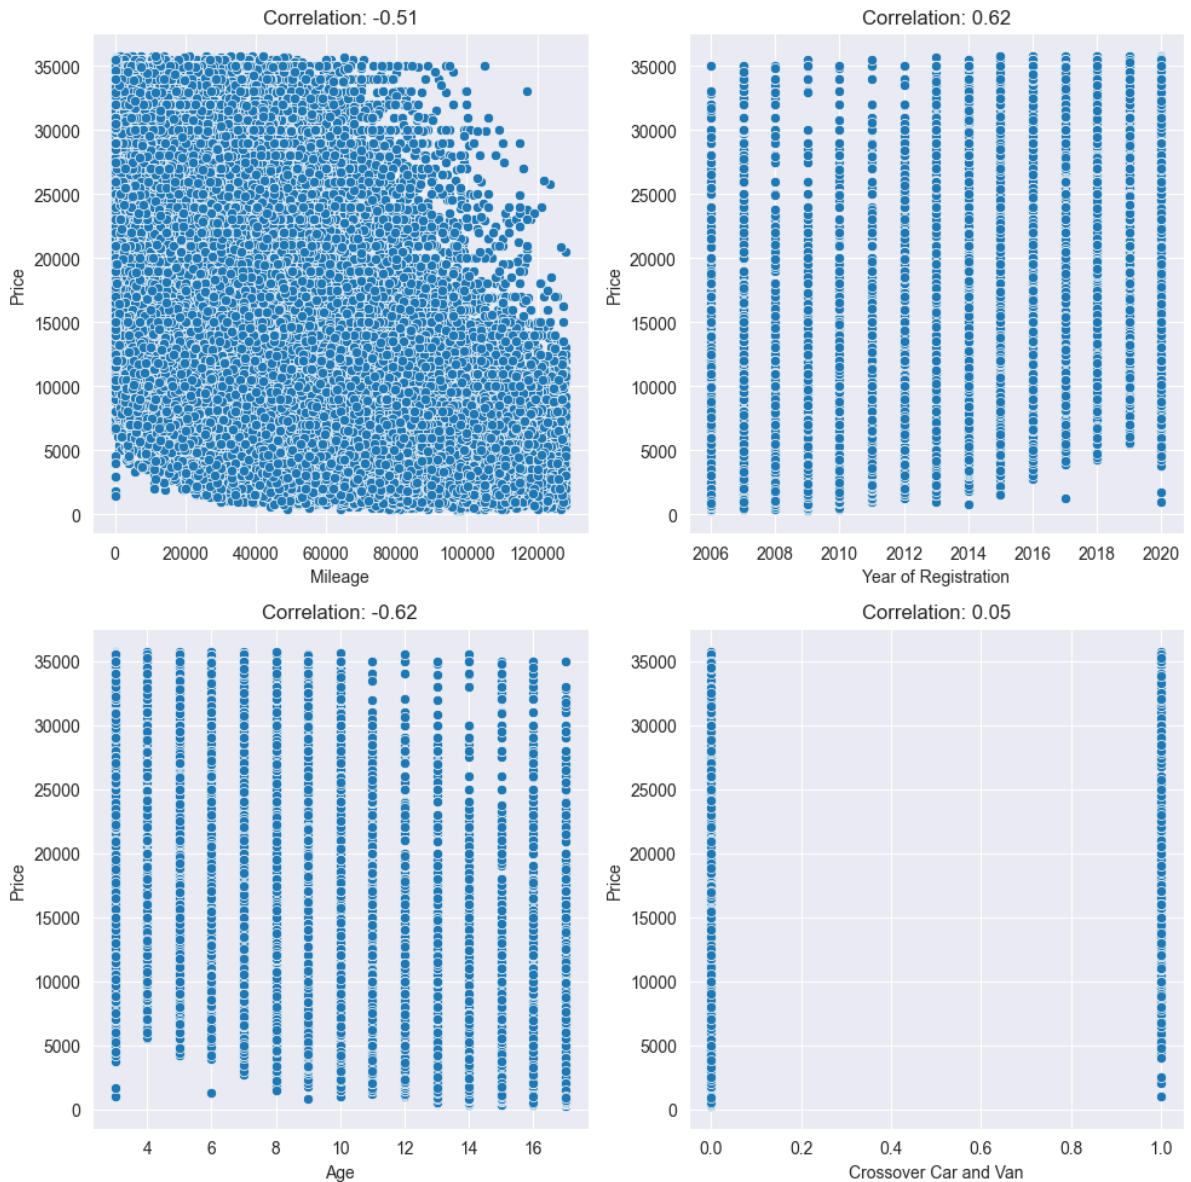 Correlation: -0.51
35000
30000
25000
20000
15000
10000
5000
0
Price
0 20000 40000 60000 80000 100000 120000
Mileage
Correlation: 0.62
35000
30000
25000
20000
15000
10000
5000
0
Price
2006 2008 2009 2010 2012 2014 2016 2018 2020
Year of Registration
Correlation: -0.62
35000
30000
25000
20000
15000
10000
5000
0
Price
4 6 8 10 12 14 16
Age
Correlation: 0.05
35000
30000
25000
20000
15000
10000
5000
0
Price
0.0 0.2 0.4 0.6 0.8 1.0
Crossover Car and Van